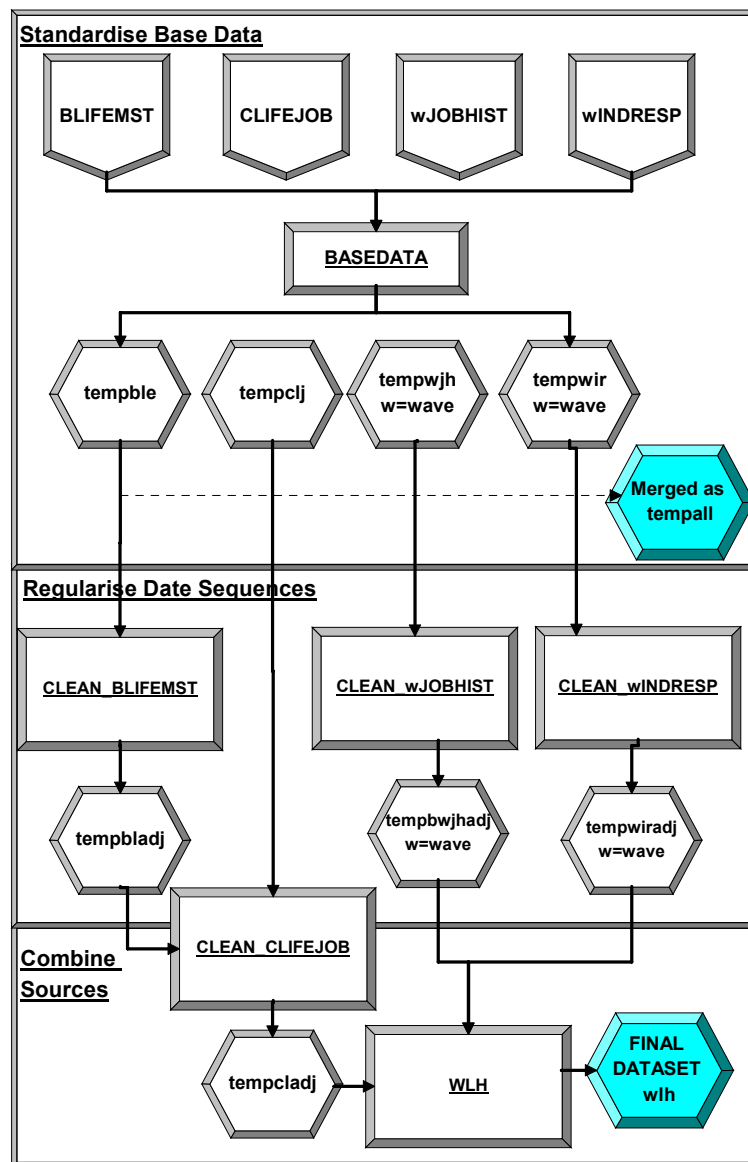 Standardise Base Data
BLIFEMST
CLIFEJOB
wJOBHIST
wINDRESP
BASEDATA
tempble
tempclj
tempwjh
w=wave
tempwir
w=wave
Merged as
tempall
Regularise Date Sequences
CLEAN_BLIFEMST
CLEAN_wJOBHIST
CLEAN_wINDRESP
tempbladj
tempbwjhadj
w=wave
tempwiradj
w=wave
Combine
Sources
CLEAN_CLIFEJOB
tempcladj
WLH
FINAL
DATASET
wlh